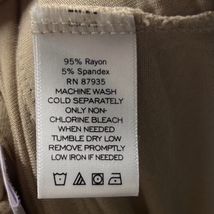 95% Rayon
5% Spandex
RN 87935
MACHINE WASH
COLD SEPARATELY
ONLY NON-
CHLORINE BLEACH
WHEN NEEDED
TUMBLE DRY LOW
REMOVE PROMPTLY
LOW IRON IF NEEDED